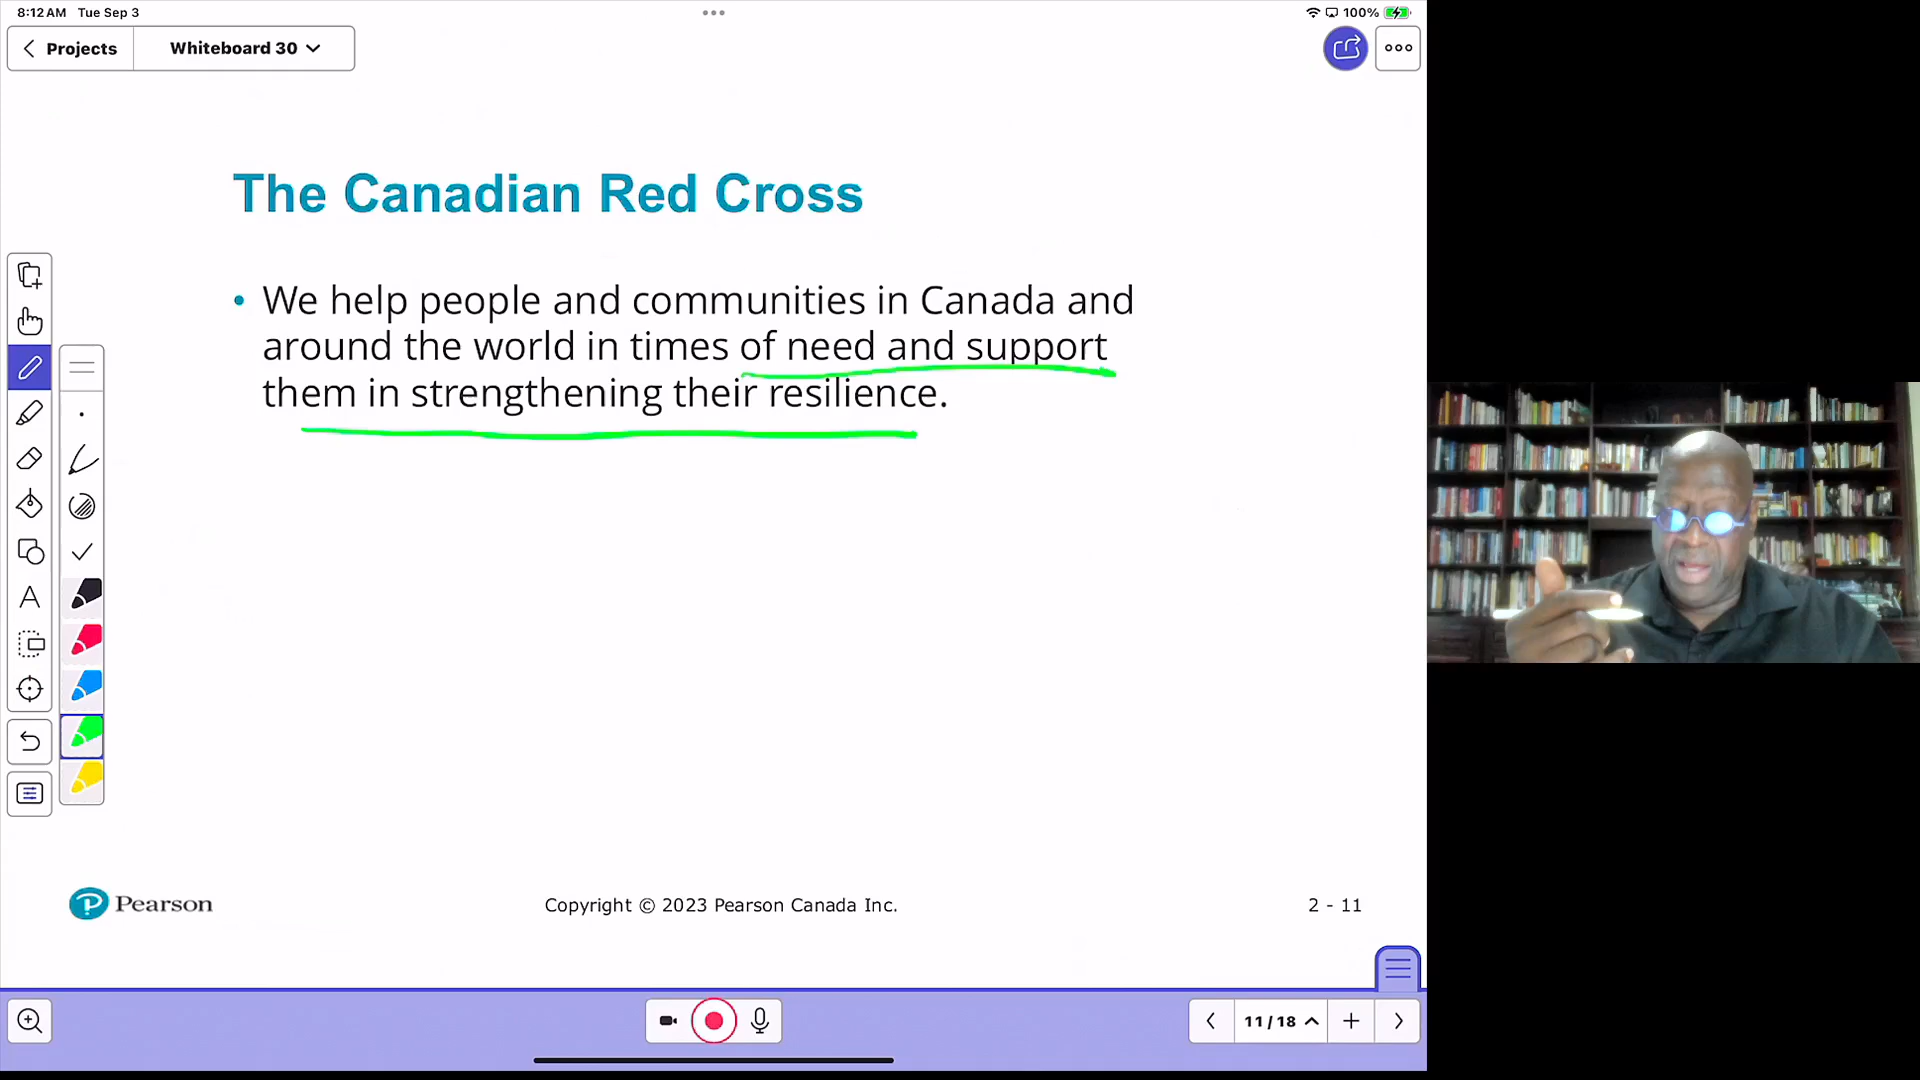 8:12 AM Tue Sep 3
100%
Projects
Whiteboard 30
The Canadian Red Cross
• We help people and communities in Canada and
around the world in times of need and support
them in strengthening their resilience.
A
Pearson
Copyright © 2023 Pearson Canada Inc.
2 - 11
11/18